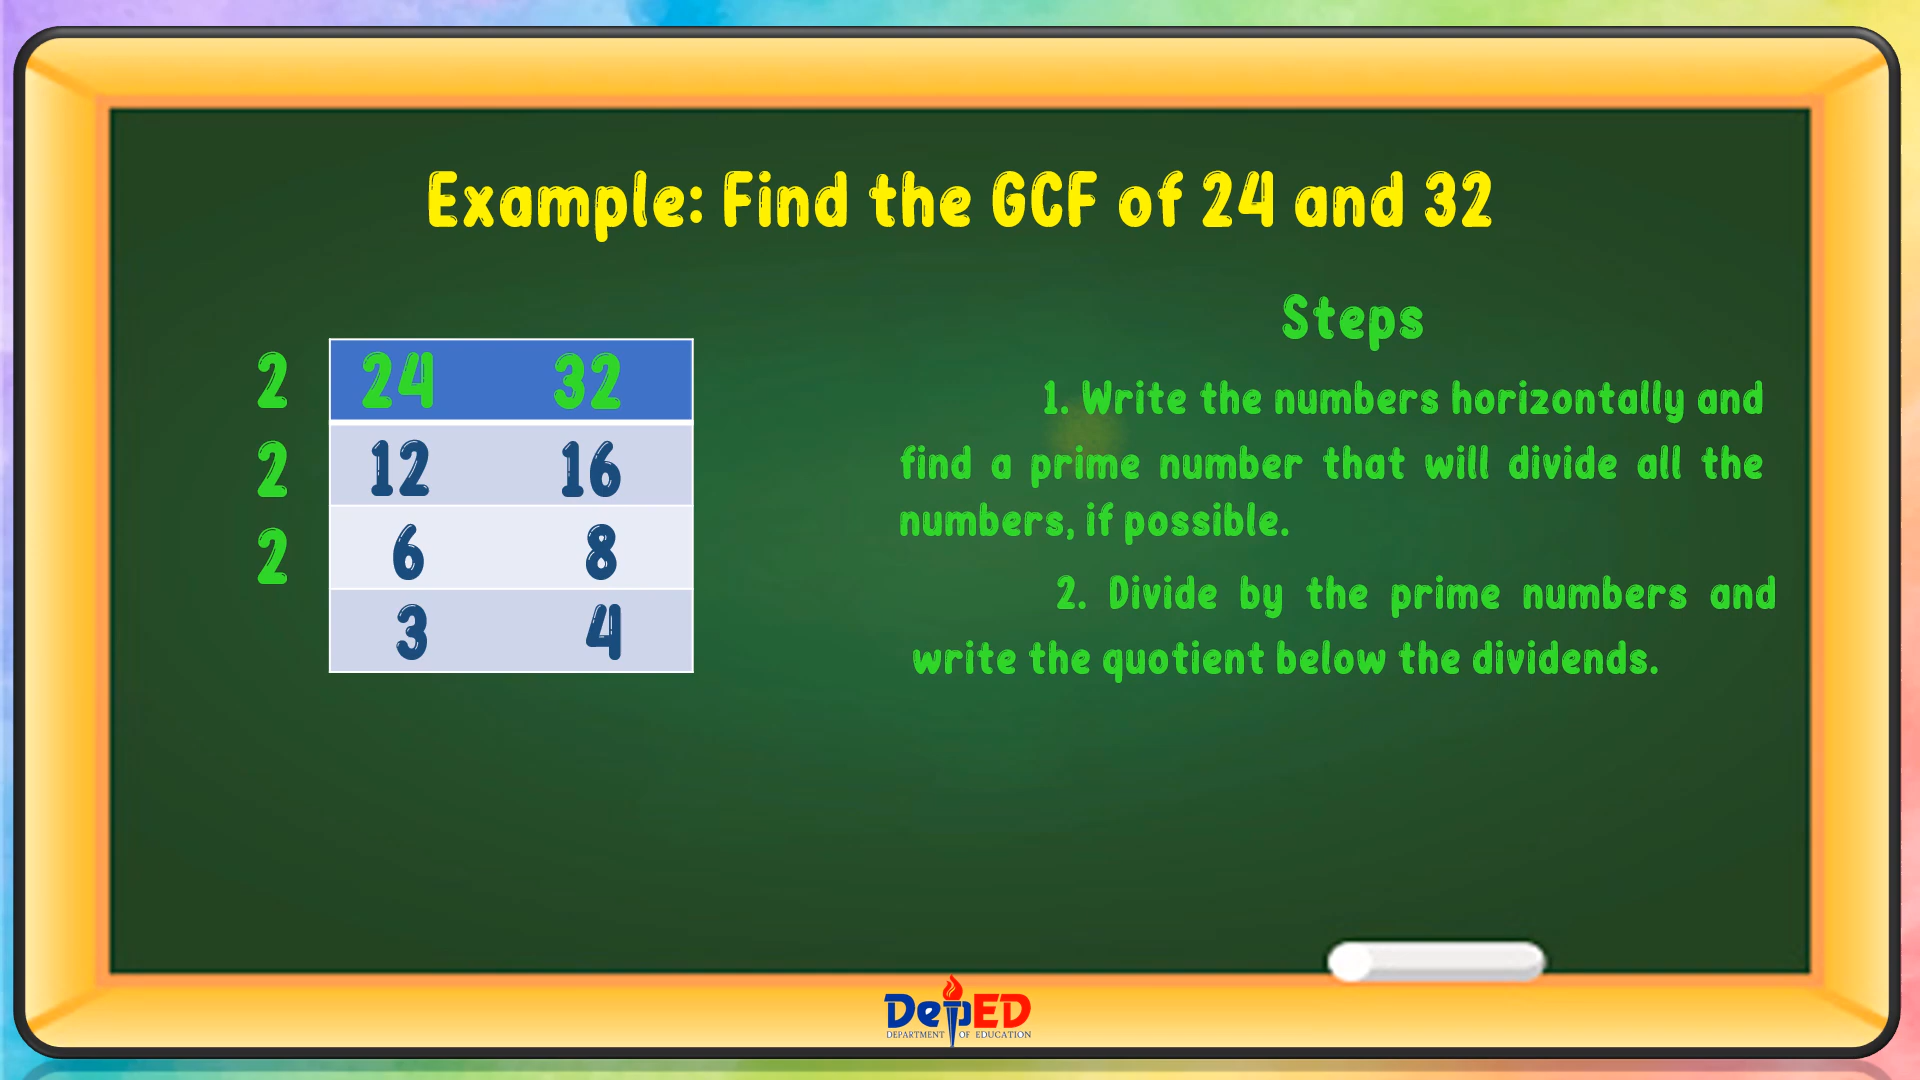 Example: Find the GCF of 24 and 32
2 24 32
2 12 16
2 6 8
3 4
Steps
1. Write the numbers horizontally and
find a prime number that will divide all the
numbers, if possible.
2. Divide by the prime numbers and
write the quotient below the dividends.
DepED
DEPARTMENT OF EDUCATION